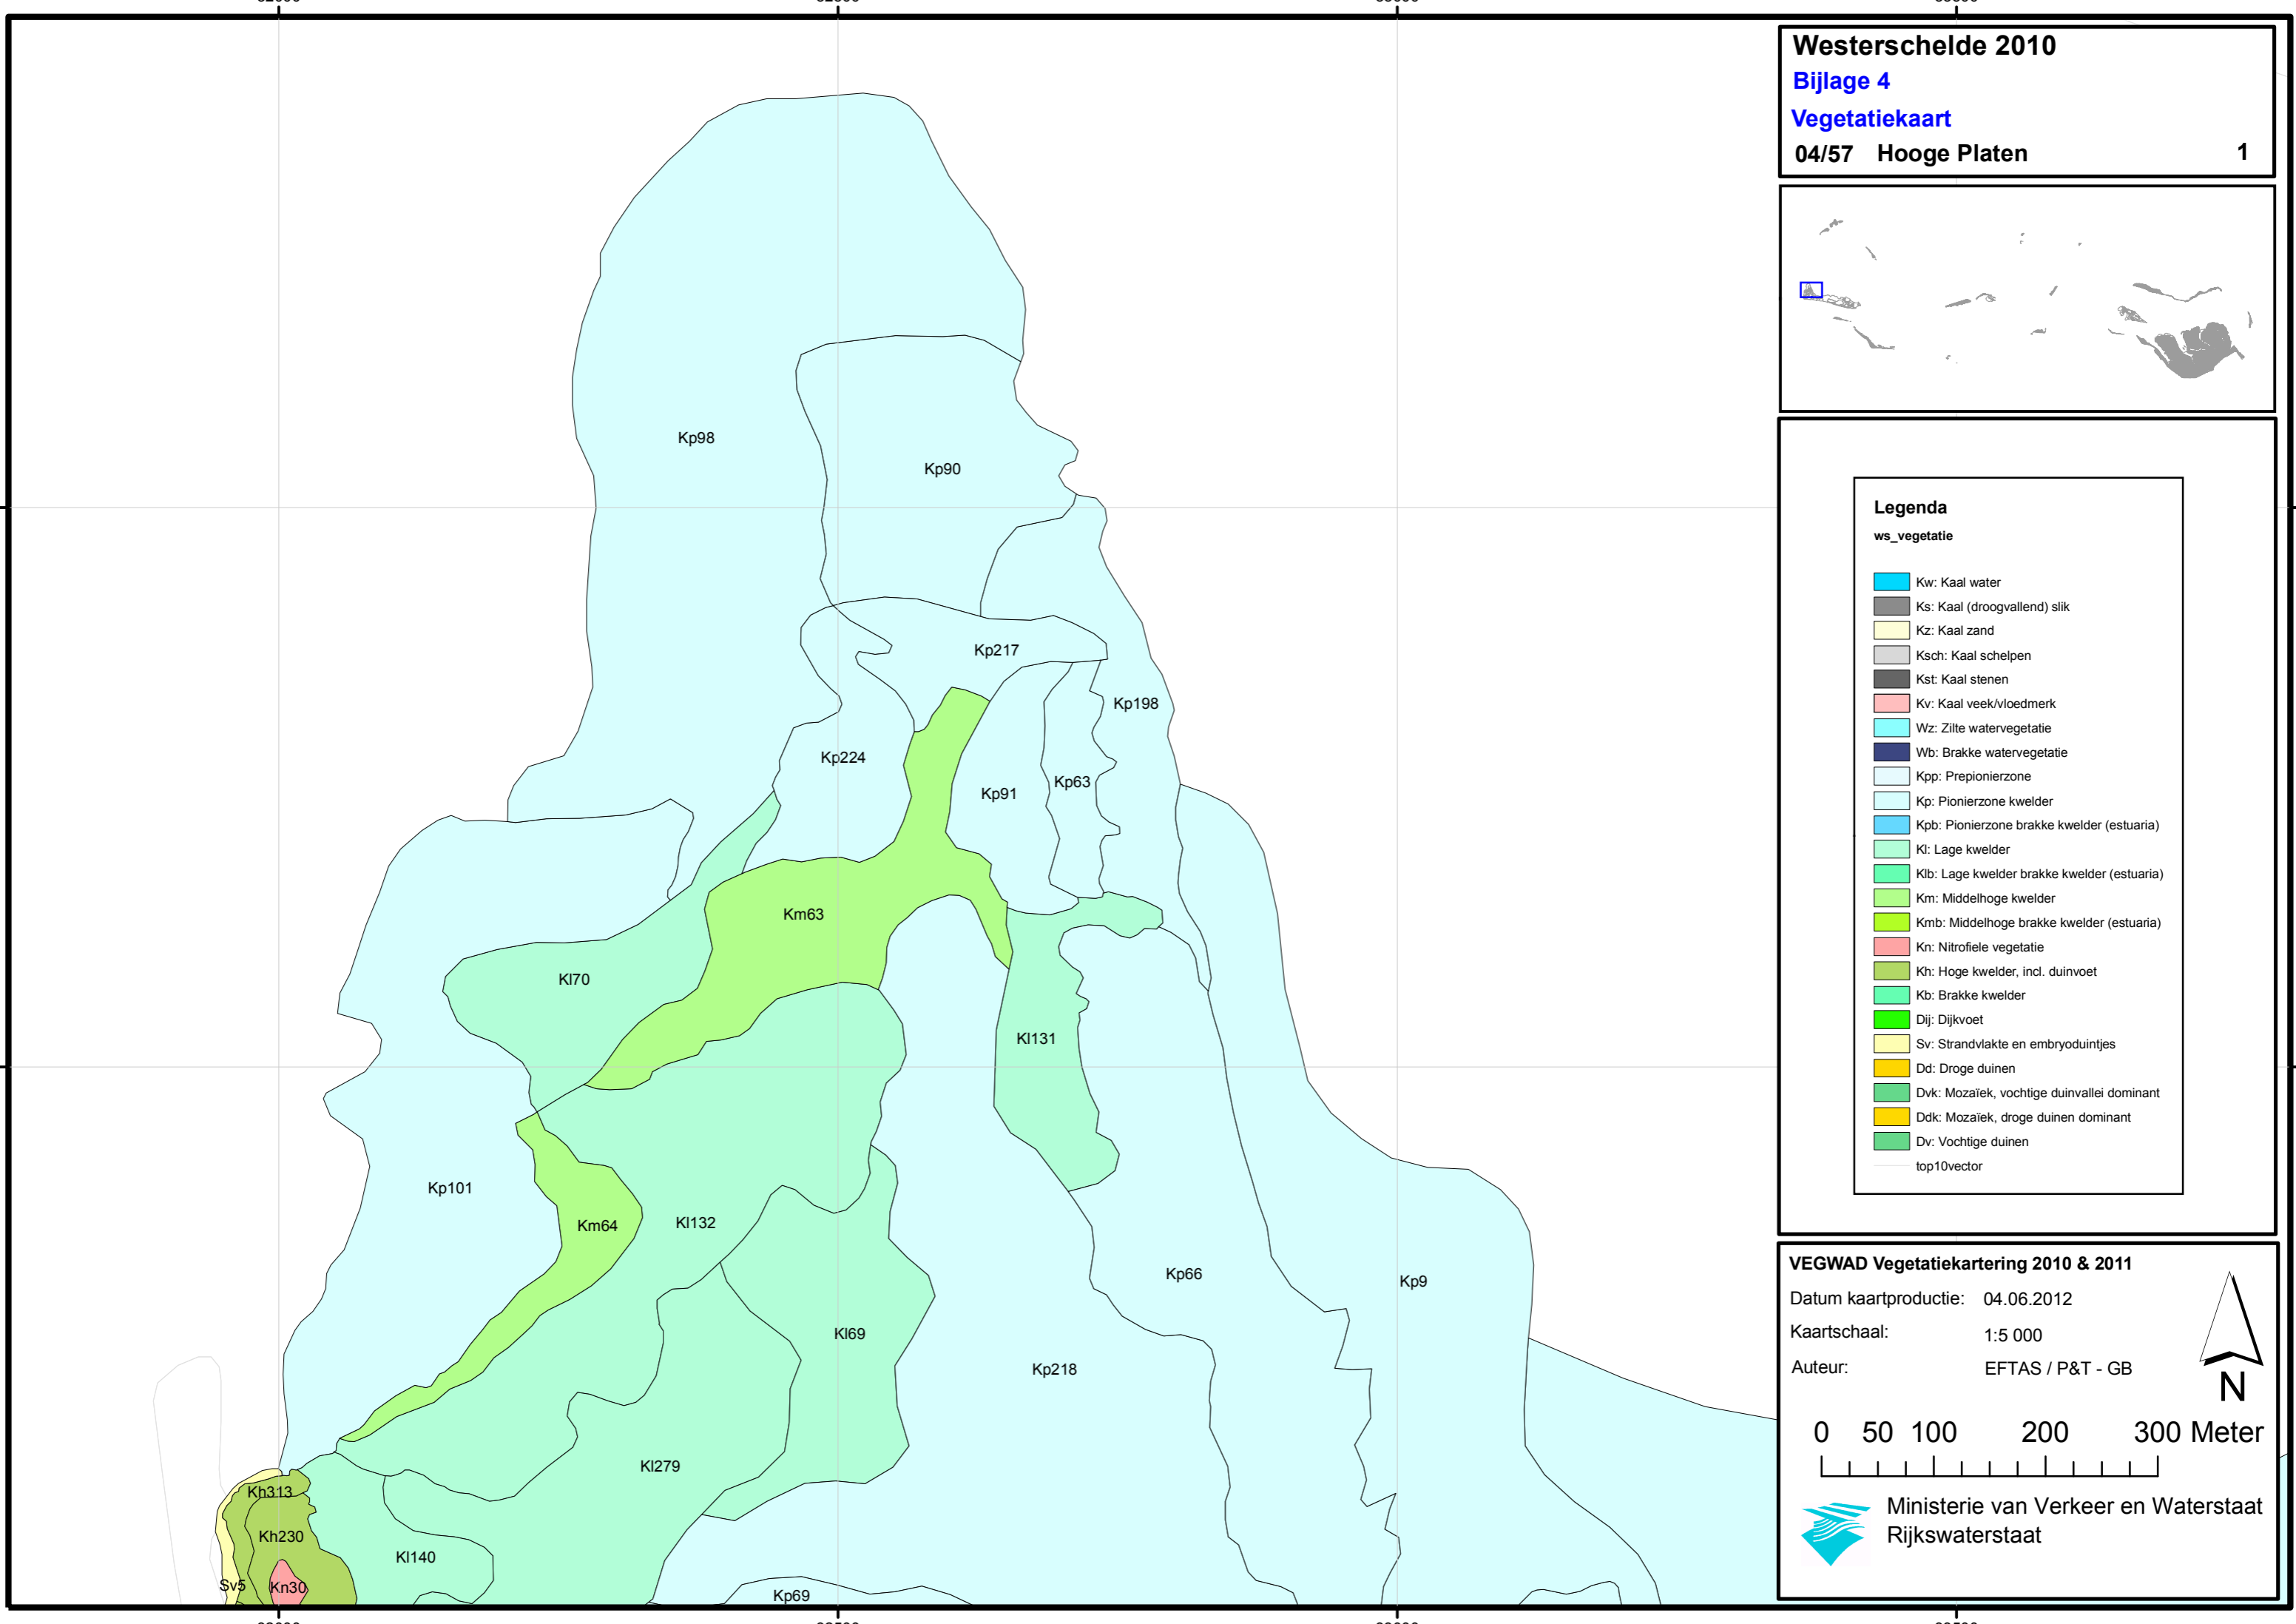 Westerschelde 2010
Bijlage 4
Vegetatiekaart
04/57 Hooge Platen 1
Kp98
Kp90
Kp217
Kp198
Kp224
Kp91
Kp63
Km63
Kl70
Kl131
Kp101
Km64
Kl132
Kp66
Kp9
Kl69
Kp218
Kl279
Kh313
Kh230
Kl140
Sv5
Kn30
Kp69
Legenda
ws_vegetatie
Kw: Kaal water
Ks: Kaal (droogvallend) slik
Kz: Kaal zand
Ksch: Kaal schelpen
Kst: Kaal stenen
Kv: Kaal veek/vloedmerk
Wz: Zilte watervegetatie
Wb: Brakke watervegetatie
Kpp: Prepionierzone
Kp: Pionierzone kwelder
Kpb: Pionierzone brakke kwelder (estuaria)
Kl: Lage kwelder
Klb: Lage kwelder brakke kwelder (estuaria)
Km: Middelhoge kwelder
Kmb: Middelhoge brakke kwelder (estuaria)
Kn: Nitrofiele vegetatie
Kh: Hoge kwelder, incl. duinvoet
Kb: Brakke kwelder
Dij: Dijkvoet
Sv: Strandvlakte en embryoduintjes
Dd: Droge duinen
Dvk: Mozaïek, vochtige duinvallei dominant
Ddk: Mozaïek, droge duinen dominant
Dv: Vochtige duinen
top10vector
VEGWAD Vegetatiekartering 2010 & 2011
Datum kaartproductie: 04.06.2012
Kaartschaal: 1:5 000
Auteur: EFTAS / P&T - GB
N
0 50 100 200 300 Meter
Ministerie van Verkeer en Waterstaat
Rijkswaterstaat